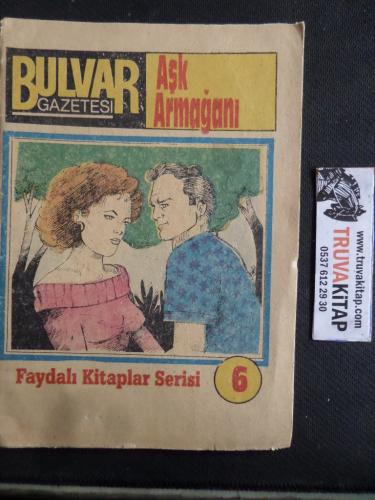 BULVAR
GAZETESİ
Aşk
Armağanı
Faydalı Kitaplar Serisi
6
www.truvakitap.com
TRUVAKİTAP
0537 612 29 30